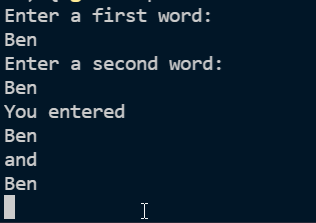 Enter a first word:
Ben
Enter a second word:
Ben
You entered
Ben
and
Ben